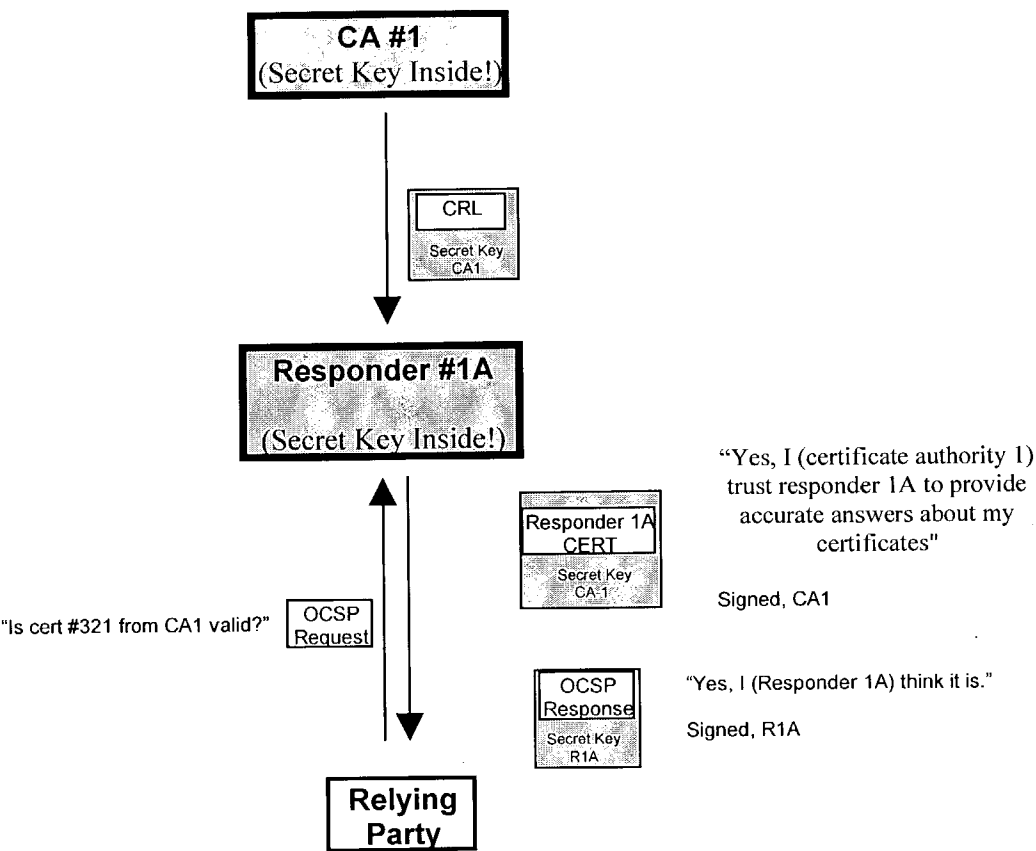 CA #1
(Secret Key Inside!)
CRL
Secret Key
CA1
Responder #1A
(Secret Key Inside!)
"Yes, I (certificate authority 1)
trust responder 1A to provide
accurate answers about my
certificates"
Signed, CA1
Responder 1A
CERT
Secret Key
CA-1
"Is cert #321 from CA1 valid?"
OCSP
Request
OCSP
Response
Secret Key
R1A
"Yes, I (Responder 1A) think it is."
Signed, R1A
Relying
Party